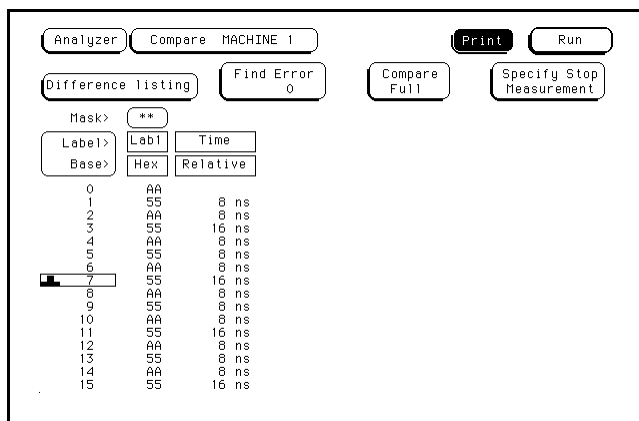 Analyzer Compare MACHINE 1 Print Run
Difference listing Find Error Compare Specify Stop
0 Full Measurement
Mask> **
Label> Lab1 Time
Base> Hex Relative
0 AA
1 55 8 ns
2 AA 8 ns
3 55 16 ns
4 AA 8 ns
5 55 8 ns
6 AA 8 ns
7 55 16 ns
8 AA 8 ns
9 55 8 ns
10 AA 8 ns
11 55 16 ns
12 AA 8 ns
13 55 8 ns
14 AA 8 ns
15 55 16 ns